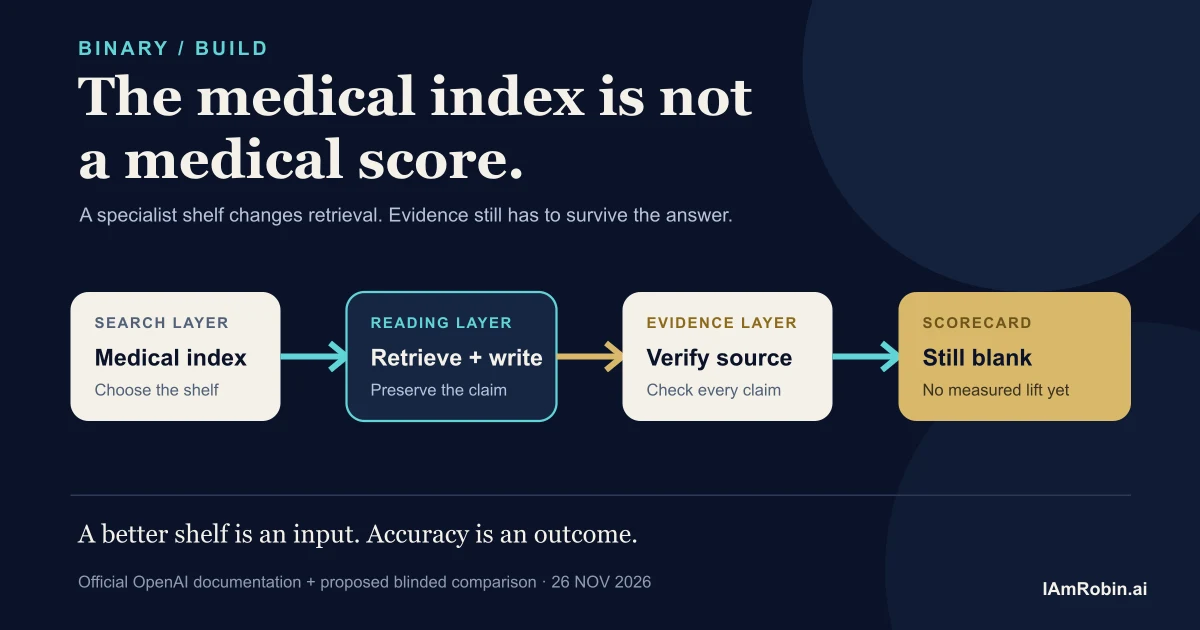 BINARY / BUILD
The medical index is not
a medical score.
A specialist shelf changes retrieval. Evidence still has to survive the answer.
SEARCH LAYER
Medical index
Choose the shelf
READING LAYER
Retrieve + write
Preserve the claim
EVIDENCE LAYER
Verify source
Check every claim
SCORECARD
Still blank
No measured lift yet
A better shelf is an input. Accuracy is an outcome.
Official OpenAI documentation + proposed blinded comparison · 26 NOV 2026
IAmRobin.ai